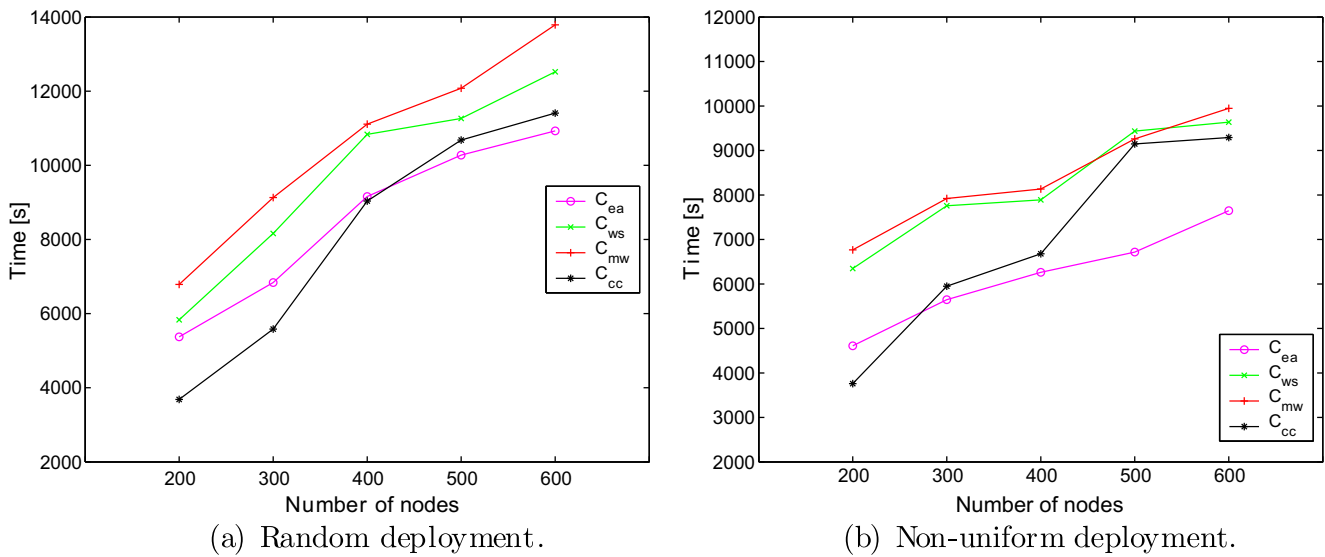 14000
12000
10000
8000
6000
4000
2000
Time [s]
200 300 400 500 600
Number of nodes
C_ea
C_ws
C_mw
C_cc
(a) Random deployment.
12000
11000
10000
9000
8000
7000
6000
5000
4000
3000
2000
Time [s]
200 300 400 500 600
Number of nodes
C_ea
C_ws
C_mw
C_cc
(b) Non-uniform deployment.